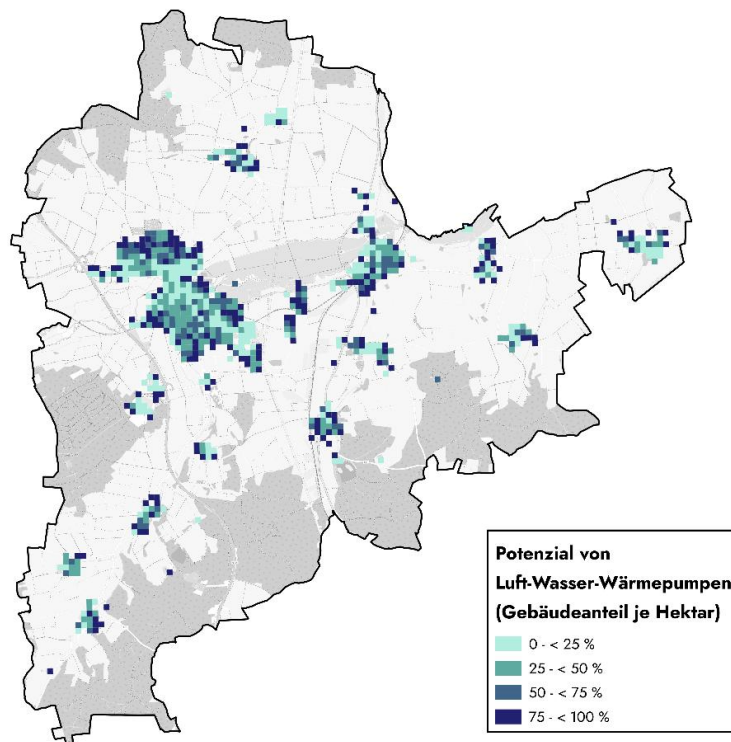 Potenzial von
Luft-Wasser-Wärmepumpen
(Gebäudeanteil je Hektar)
0 - < 25 %
25 - < 50 %
50 - < 75 %
75 - < 100 %